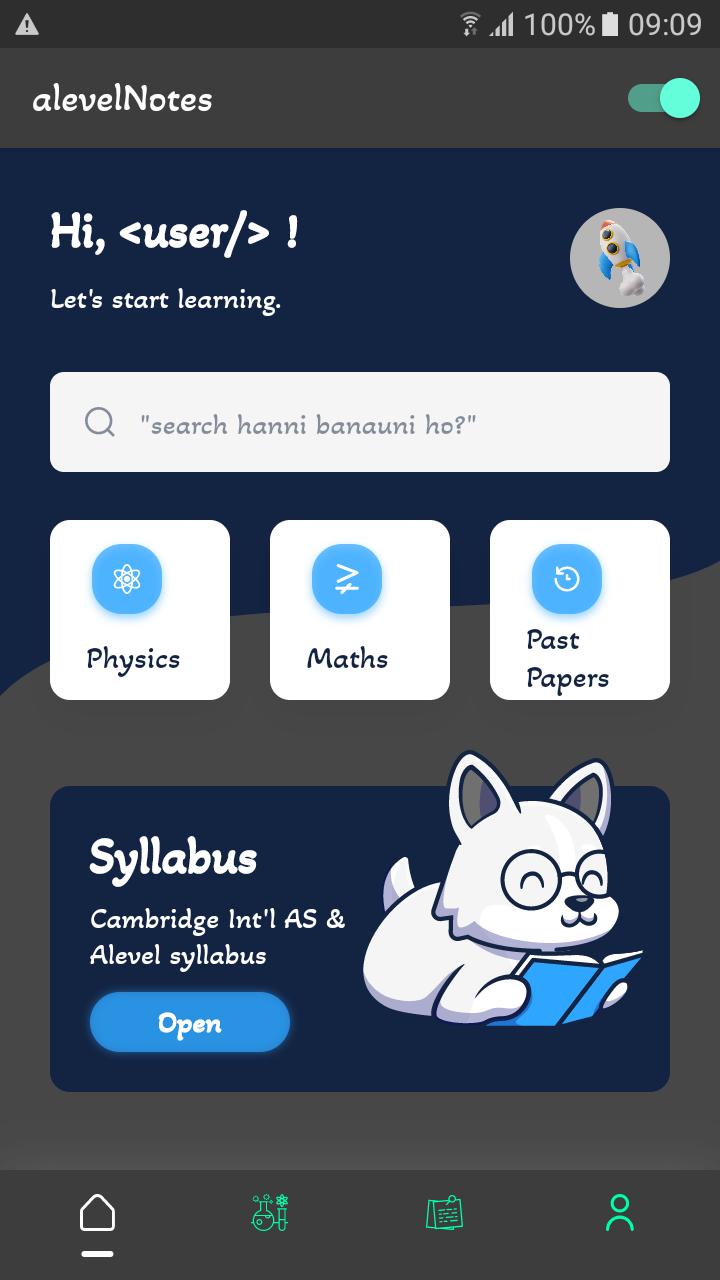 100% 09:09
alevelNotes
Hi, <user/> !
Let's start learning.
"search hanni banauni ho?"
Physics
Maths
Past
Papers
Syllabus
Cambridge Int'l AS &
Alevel syllabus
Open